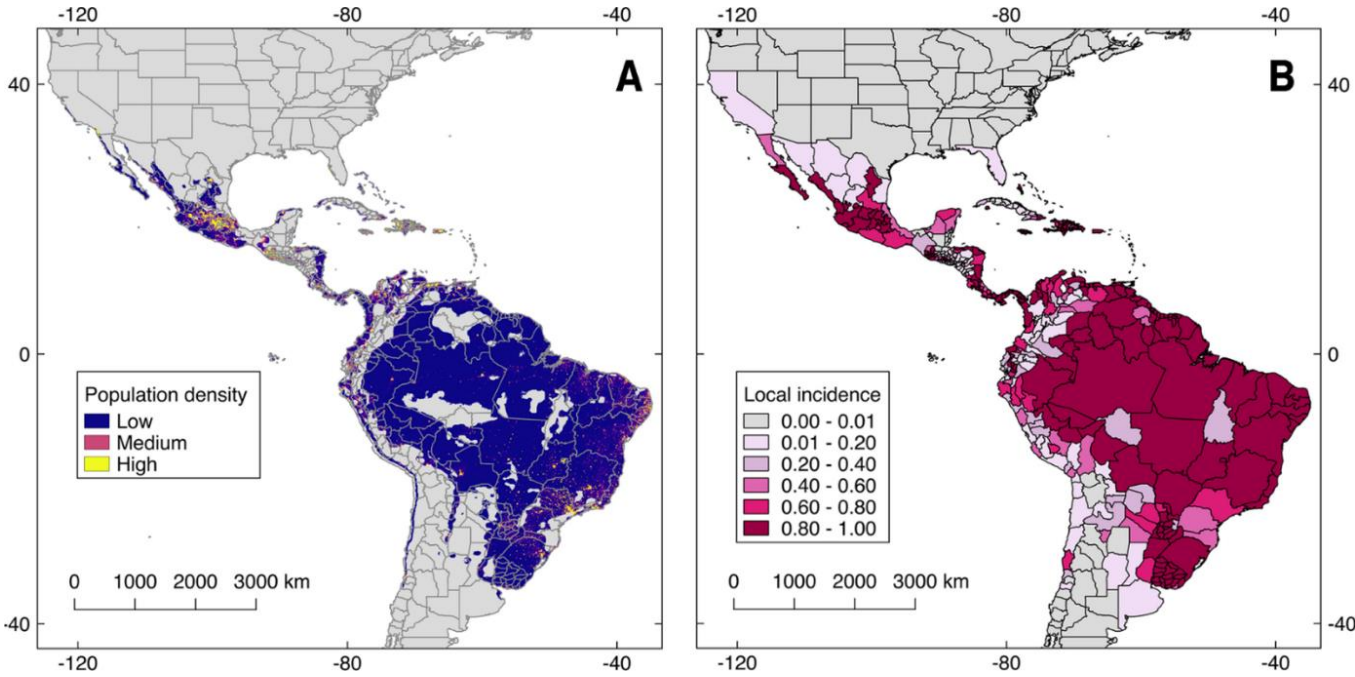 -120 -80 -40 -120 -80 -40
A B
40 40
0 0
Population density
Low
Medium
High
Local incidence
0.00 - 0.01
0.01 - 0.20
0.20 - 0.40
0.40 - 0.60
0.60 - 0.80
0.80 - 1.00
0 1000 2000 3000 km 0 1000 2000 3000 km
-40 -40
-120 -80 -40 -120 -80 -40